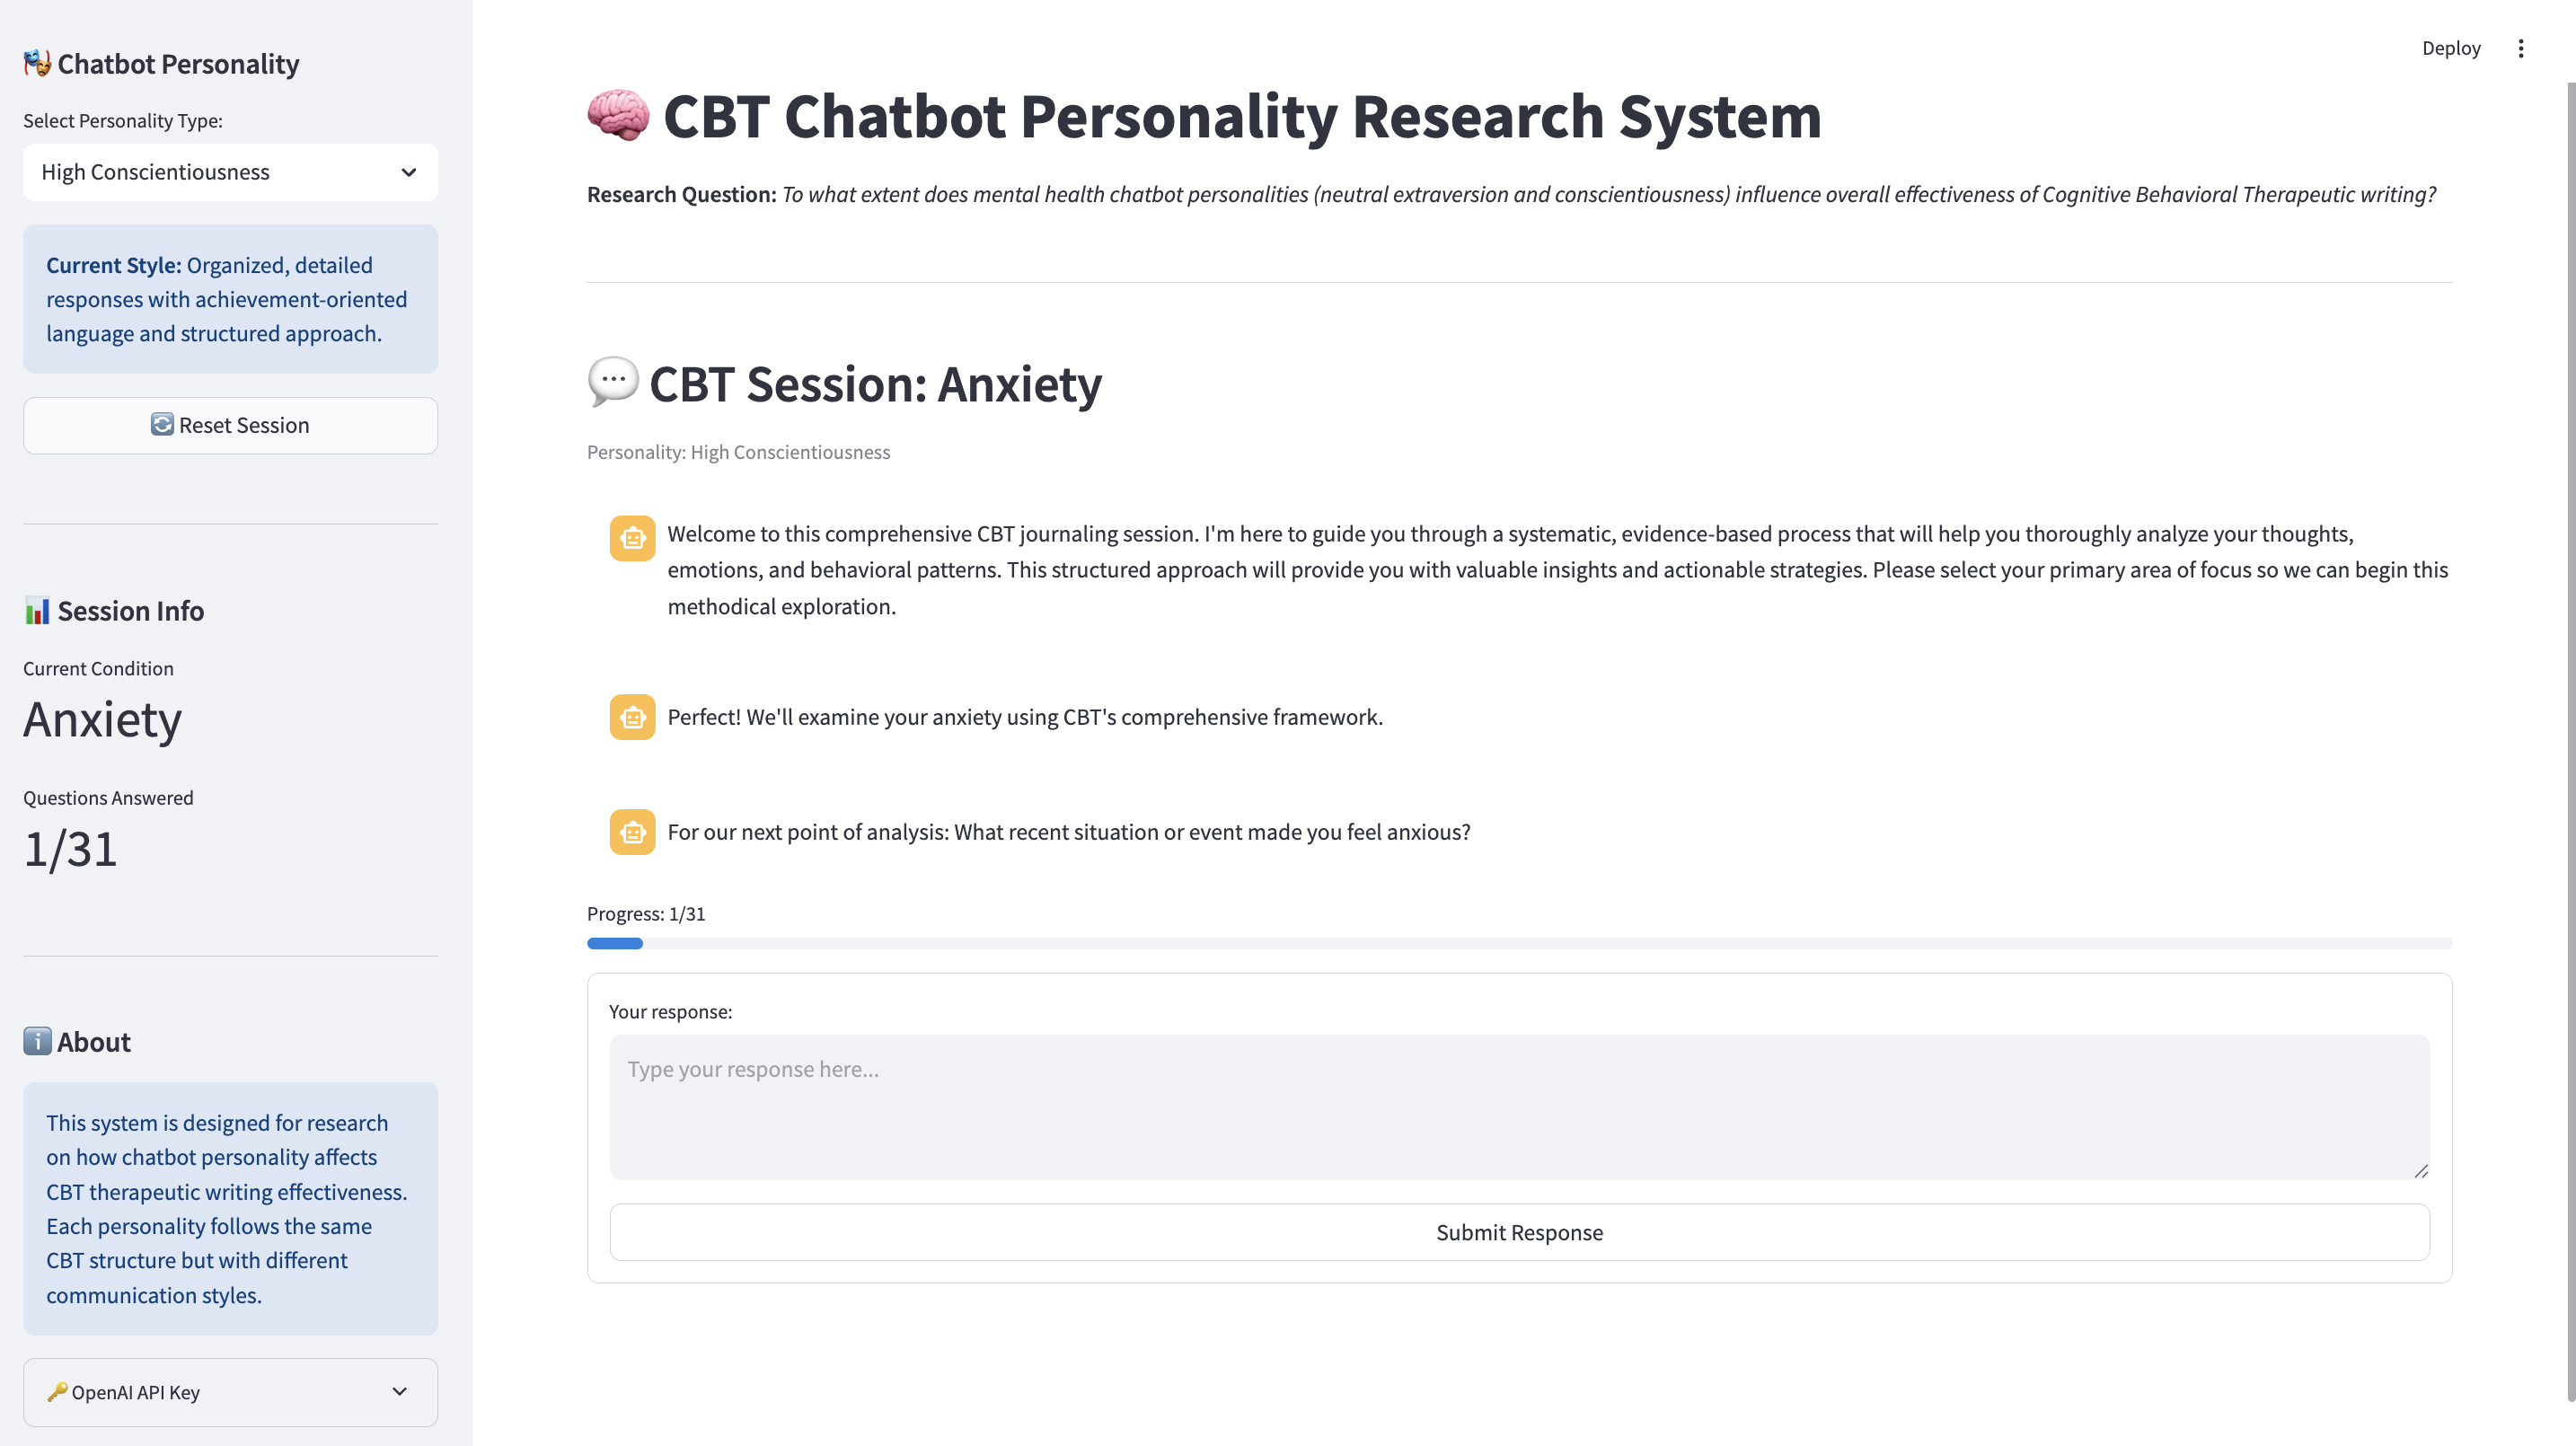 Chatbot Personality
Select Personality Type:
High Conscientiousness
Current Style: Organized, detailed
responses with achievement-oriented
language and structured approach.
Reset Session
Session Info
Current Condition
Anxiety
Questions Answered
1/31
About
This system is designed for research
on how chatbot personality affects
CBT therapeutic writing effectiveness.
Each personality follows the same
CBT structure but with different
communication styles.
OpenAI API Key
Deploy
CBT Chatbot Personality Research System
Research Question: To what extent does mental health chatbot personalities (neutral extraversion and conscientiousness) influence overall effectiveness of Cognitive Behavioral Therapeutic writing?
CBT Session: Anxiety
Personality: High Conscientiousness
Welcome to this comprehensive CBT journaling session. I'm here to guide you through a systematic, evidence-based process that will help you thoroughly analyze your thoughts,
emotions, and behavioral patterns. This structured approach will provide you with valuable insights and actionable strategies. Please select your primary area of focus so we can begin this
methodical exploration.
Perfect! We'll examine your anxiety using CBT's comprehensive framework.
For our next point of analysis: What recent situation or event made you feel anxious?
Progress: 1/31
Your response:
Type your response here...
Submit Response